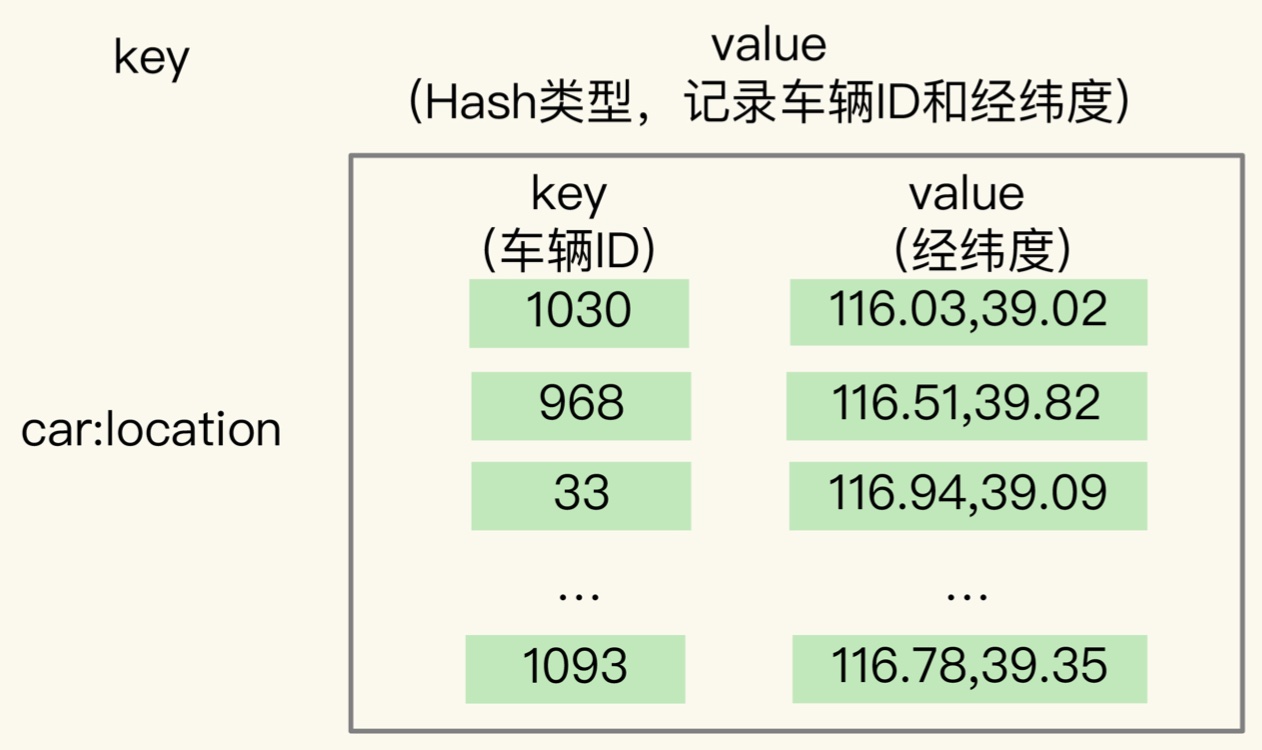 key
value
(Hash类型，记录车辆ID和经纬度)
key
value
(车辆ID)
(经纬度)
1030
116.03,39.02
968
116.51,39.82
car:location
33
116.94,39.09
...
...
1093
116.78,39.35